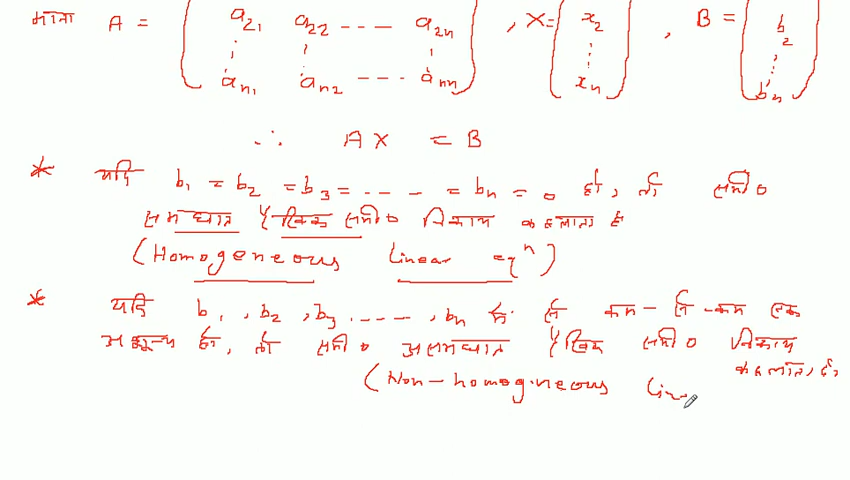 माना A = ( a21 a22 ---- a2n , X = ( x2 , B = ( b2
⋮ ⋮ ⋮ ⋮ ⋮
an1 an2 --- ann ) xn ) bn )
∴ AX = B
* यदि b1 = b2 = b3 = --- - = bn = 0 हो, तो समी०
समघात रैखिक समी० निकाय कहलाता है
(Homogeneous linear eqn)
* यदि b1, b2, b3, ---, bn में से कम-से-कम एक
अशून्य हो, तो समी० असमघात रैखिक समी० निकाय
कहलाता है।
(Non-homogineous lin